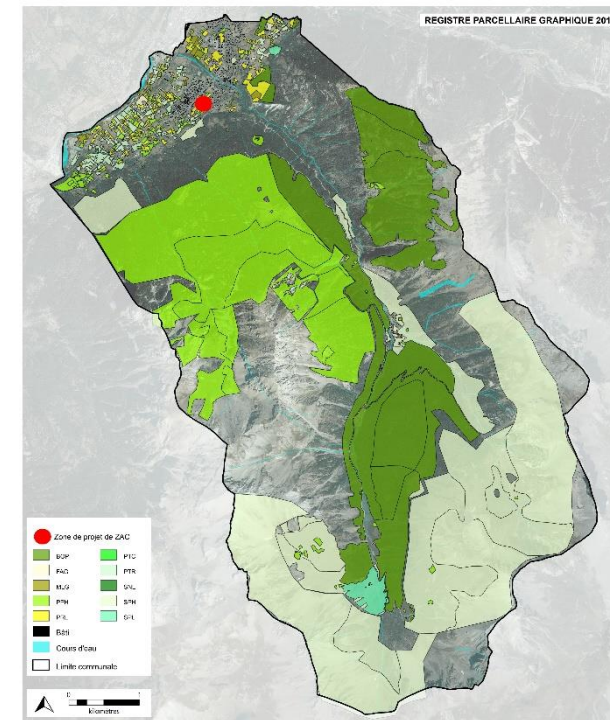 REGISTRE PARCELLAIRE GRAPHIQUE 201
Zone de projet de ZAC
BOP PTC
FAG PTR
MLG SNE
PPH SPH
PRL SPL
Bâti
Cours d'eau
Limite communale
0 1
kilomètres